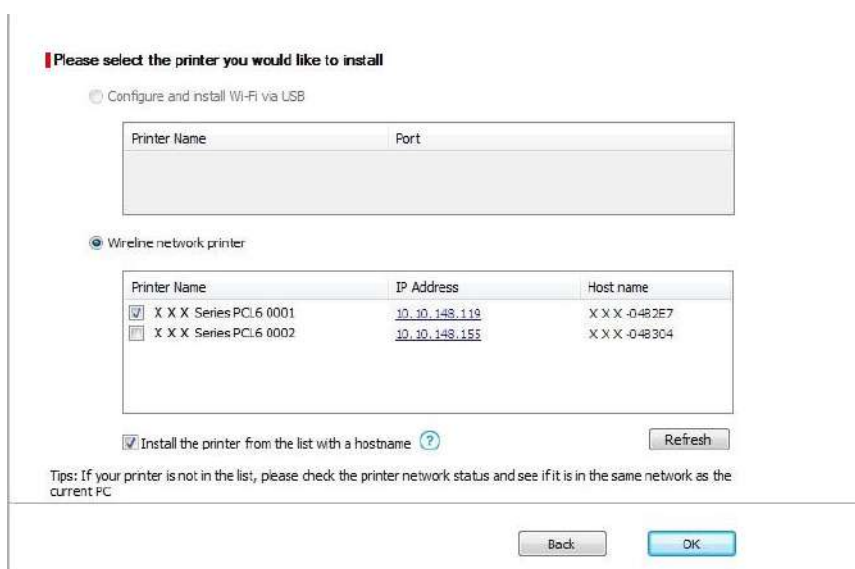 Please select the printer you would like to install
Configure and install Wi-Fi via USB
Printer Name Port
Wireline network printer
Printer Name IP Address Host name
X X X Series PCL6 0001 10.10.148.119 X X X -04B2E7
X X X Series PCL6 0002 10.10.148.155 X X X -04B304
Install the printer from the list with a hostname ? Refresh
Tips: If your printer is not in the list, please check the printer network status and see if it is in the same network as the
current PC
Back OK